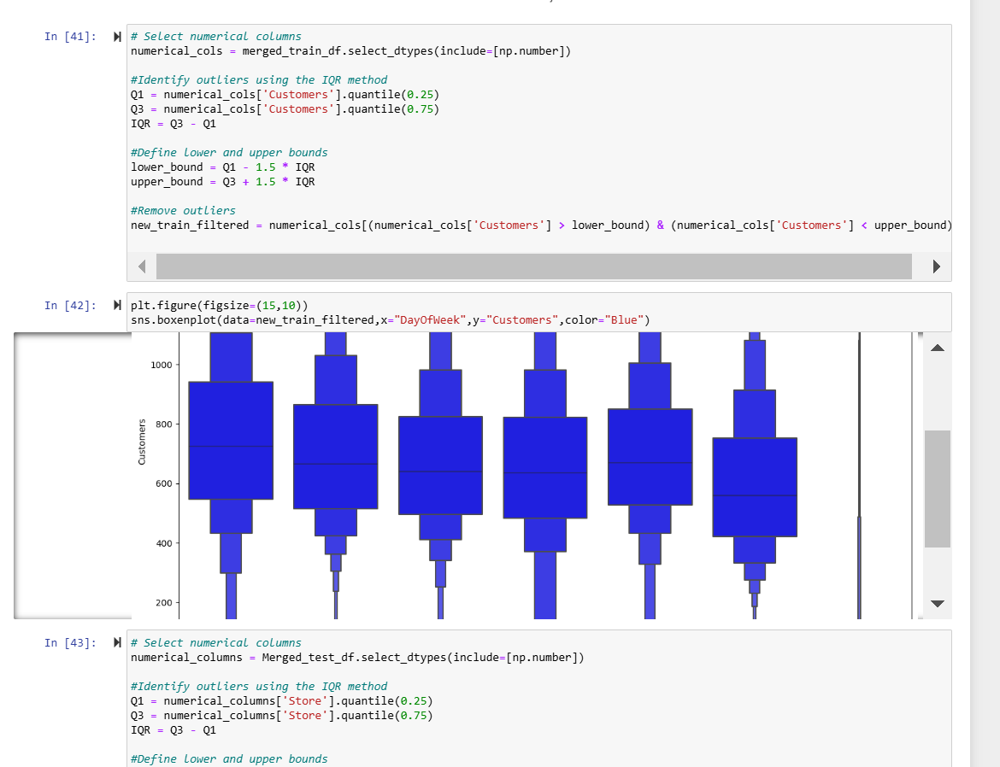 In [41]:
# Select numerical columns
numerical_cols = merged_train_df.select_dtypes(include=[np.number])
#Identify outliers using the IQR method
Q1 = numerical_cols['Customers'].quantile(0.25)
Q3 = numerical_cols['Customers'].quantile(0.75)
IQR = Q3 - Q1
#Define lower and upper bounds
lower_bound = Q1 - 1.5 * IQR
upper_bound = Q3 + 1.5 * IQR
#Remove outliers
new_train_filtered = numerical_cols[(numerical_cols['Customers'] > lower_bound) & (numerical_cols['Customers'] < upper_bound)
In [42]:
plt.figure(figsize=(15,10))
sns.boxenplot(data=new_train_filtered,x="DayOfWeek",y="Customers",color="Blue")
1000
800
Customers
600
400
200
In [43]:
# Select numerical columns
numerical_columns = Merged_test_df.select_dtypes(include=[np.number])
#Identify outliers using the IQR method
Q1 = numerical_columns['Store'].quantile(0.25)
Q3 = numerical_columns['Store'].quantile(0.75)
IQR = Q3 - Q1
#Define lower and upper bounds